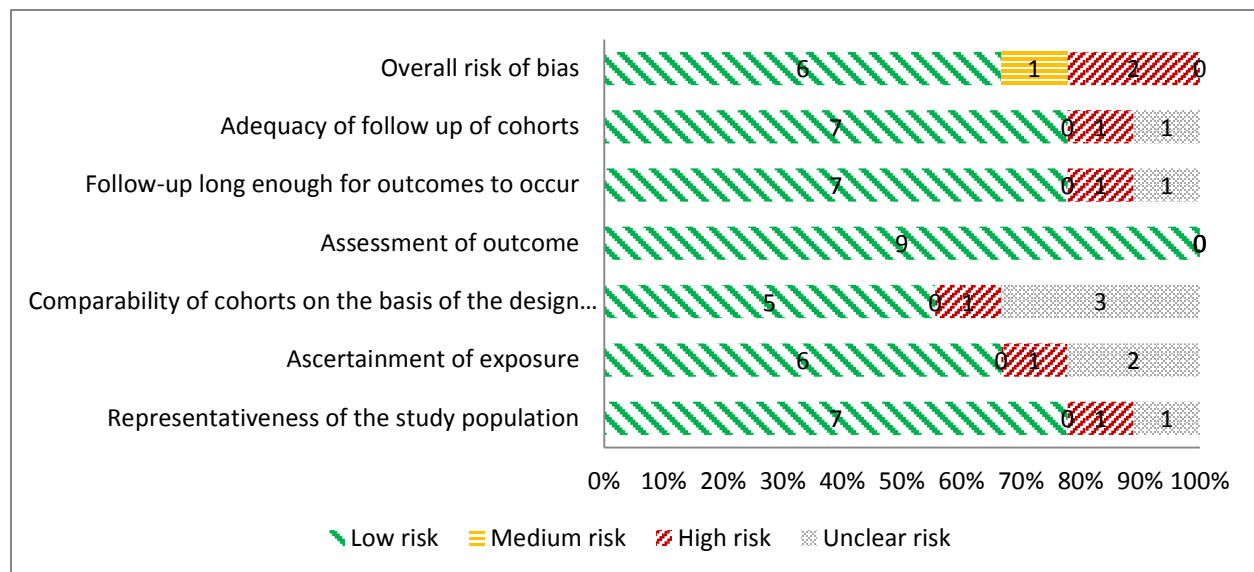 Overall risk of bias 6 1 2 0
Adequacy of follow up of cohorts 7 0 1 1
Follow-up long enough for outcomes to occur 7 0 1 1
Assessment of outcome 9 0
Comparability of cohorts on the basis of the design... 5 0 1 3
Ascertainment of exposure 6 0 1 2
Representativeness of the study population 7 0 1 1
0% 10% 20% 30% 40% 50% 60% 70% 80% 90% 100%
Low risk Medium risk High risk Unclear risk